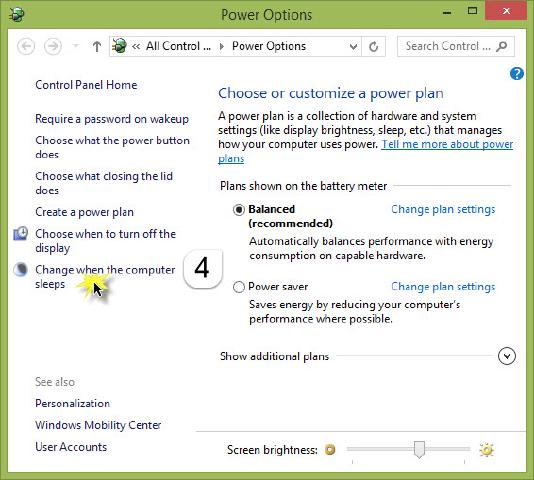 Power Options
« All Control ... ▸ Power Options
Search Control ...
Control Panel Home
Require a password on wakeup
Choose what the power button
does
Choose what closing the lid
does
Create a power plan
Choose when to turn off the
display
Change when the computer
sleeps
4
See also
Personalization
Windows Mobility Center
User Accounts
?
Choose or customize a power plan
A power plan is a collection of hardware and system
settings (like display brightness, sleep, etc.) that manages
how your computer uses power. Tell me more about power
plans
Plans shown on the battery meter
Balanced Change plan settings
(recommended)
Automatically balances performance with energy
consumption on capable hardware.
Power saver Change plan settings
Saves energy by reducing your computer's
performance where possible.
Show additional plans
Screen brightness: